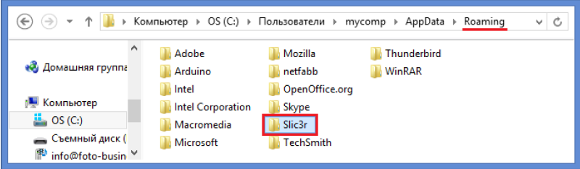 Компьютер › OS (C:) › Пользователи › mycomp › AppData › Roaming
Домашняя группа
Компьютер
OS (C:)
Съемный диск (
info@foto-busin
Adobe
Arduino
Intel
Intel Corporation
Macromedia
Microsoft
Mozilla
netfabb
OpenOffice.org
Skype
Slic3r
TechSmith
Thunderbird
WinRAR